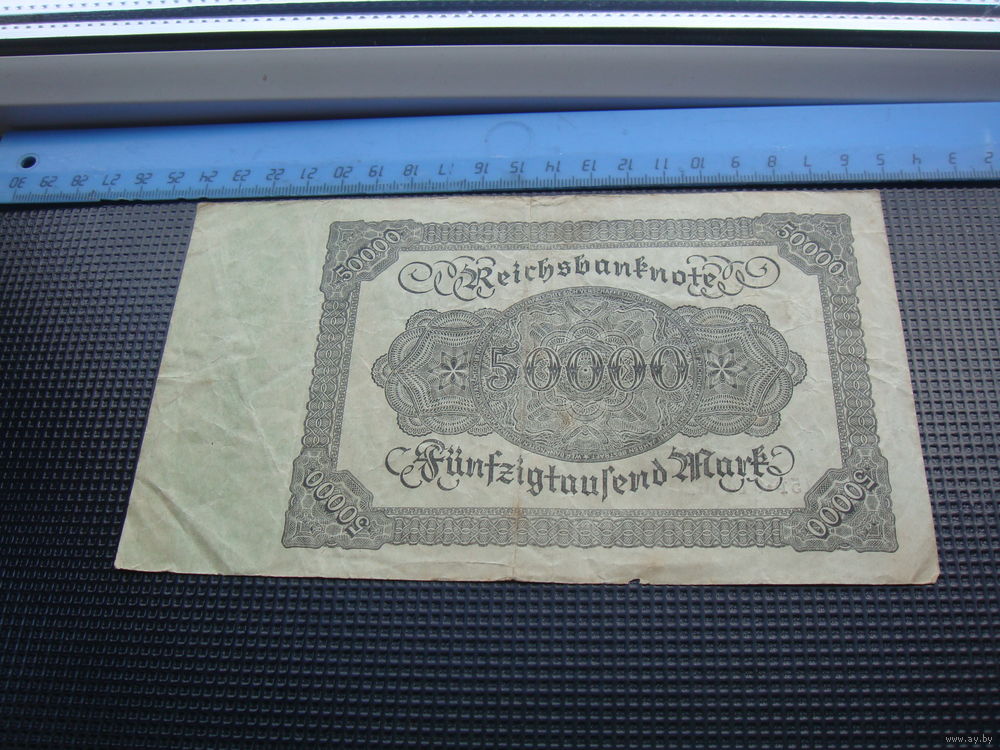 30 29 28 27 26 25 24 23 22 21 20 19 18 17 16 15 14 13 12 11 10 9 8 7 6 5 4 3 2
50000 50000
Reichsbanknote
50000
Fünfzigtausend Mark
50000 50000
www.ay.by